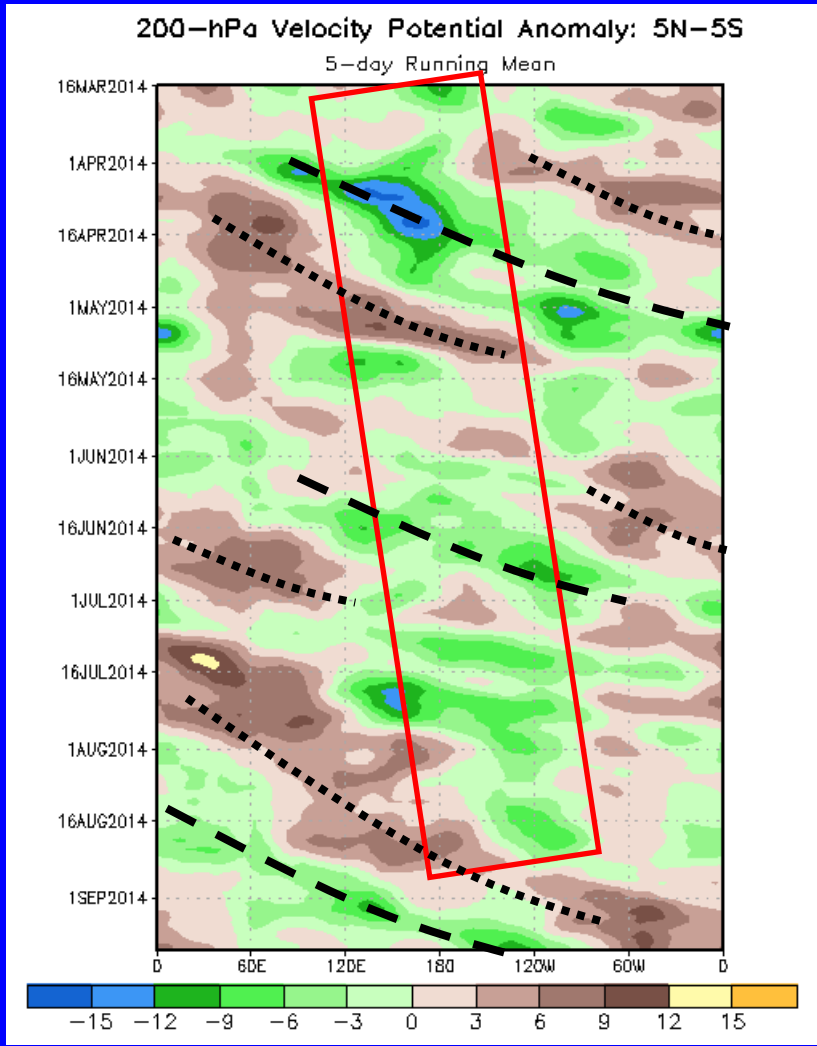 200-hPa Velocity Potential Anomaly: 5N-5S
5-day Running Mean
16MAR2014
1APR2014
16APR2014
1MAY2014
16MAY2014
1JUN2014
16JUN2014
1JUL2014
16JUL2014
1AUG2014
16AUG2014
1SEP2014
0 60E 120E 180 120W 60W 0
-15 -12 -9 -6 -3 0 3 6 9 12 15